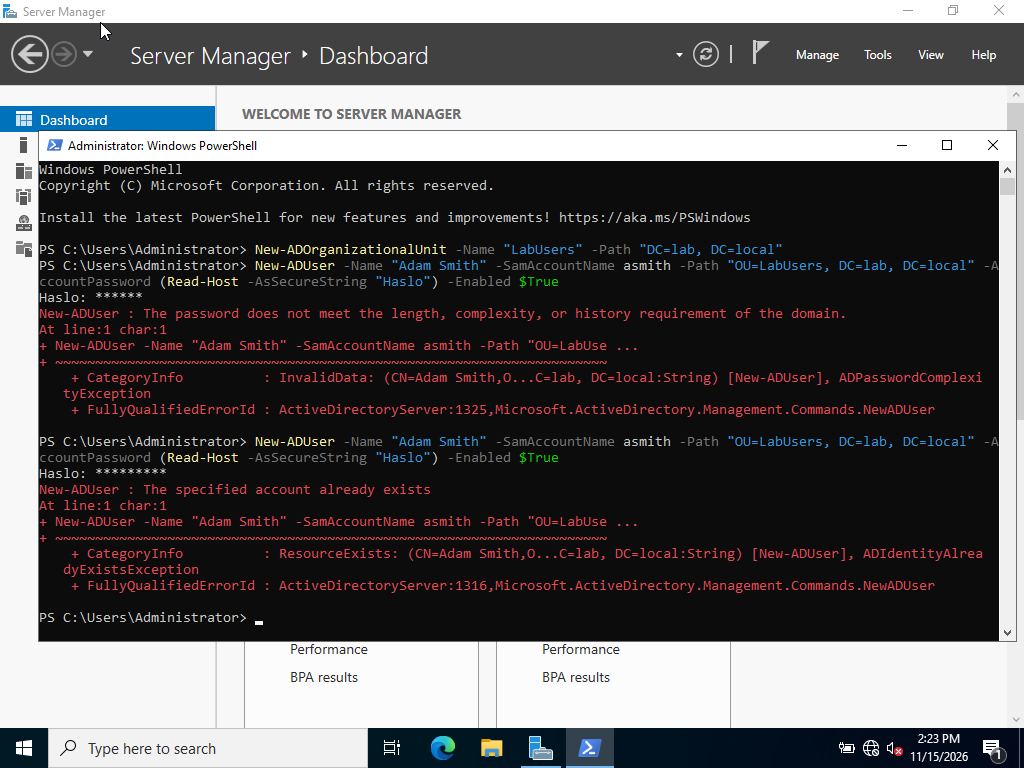 Server Manager
Server Manager ‣ Dashboard
Manage Tools View Help
Dashboard
WELCOME TO SERVER MANAGER
Administrator: Windows PowerShell
Windows PowerShell
Copyright (C) Microsoft Corporation. All rights reserved.
Install the latest PowerShell for new features and improvements! https://aka.ms/PSWindows
PS C:\Users\Administrator> New-ADOrganizationalUnit -Name "LabUsers" -Path "DC=lab, DC=local"
PS C:\Users\Administrator> New-ADUser -Name "Adam Smith" -SamAccountName asmith -Path "OU=LabUsers, DC=lab, DC=local" -A
ccountPassword (Read-Host -AsSecureString "Haslo") -Enabled $True
Haslo: ******
New-ADUser : The password does not meet the length, complexity, or history requirement of the domain.
At line:1 char:1
+ New-ADUser -Name "Adam Smith" -SamAccountName asmith -Path "OU=LabUse ...
+ ~~~~~~~~~~~~~~~~~~~~~~~~~~~~~~~~~~~~~~~~~~~~~~~~~~~~~~~~~~~~~~~~~~~~~
+ CategoryInfo : InvalidData: (CN=Adam Smith,O...C=lab, DC=local:String) [New-ADUser], ADPasswordComplexi
tyException
+ FullyQualifiedErrorId : ActiveDirectoryServer:1325,Microsoft.ActiveDirectory.Management.Commands.NewADUser
PS C:\Users\Administrator> New-ADUser -Name "Adam Smith" -SamAccountName asmith -Path "OU=LabUsers, DC=lab, DC=local" -A
ccountPassword (Read-Host -AsSecureString "Haslo") -Enabled $True
Haslo: *********
New-ADUser : The specified account already exists
At line:1 char:1
+ New-ADUser -Name "Adam Smith" -SamAccountName asmith -Path "OU=LabUse ...
+ ~~~~~~~~~~~~~~~~~~~~~~~~~~~~~~~~~~~~~~~~~~~~~~~~~~~~~~~~~~~~~~~~~~~~~
+ CategoryInfo : ResourceExists: (CN=Adam Smith,O...C=lab, DC=local:String) [New-ADUser], ADIdentityAlrea
dyExistsException
+ FullyQualifiedErrorId : ActiveDirectoryServer:1316,Microsoft.ActiveDirectory.Management.Commands.NewADUser
PS C:\Users\Administrator>
Performance Performance
BPA results BPA results
Type here to search
2:23 PM
11/15/2026
1